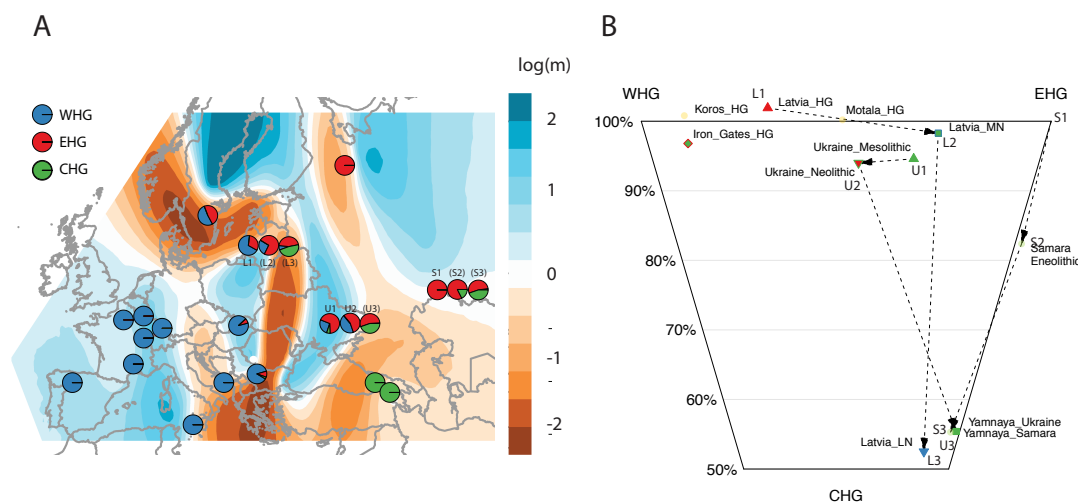 A
WHG
EHG
CHG
log(m)
2
1
0
-
-1
-
-2
L1 (L2) (L3)
S1 (S2) (S3)
U1 U2 (U3)
B
WHG
EHG
L1
S1
Koros_HG
Latvia_HG
Motala_HG
100%
Latvia_MN
L2
Iron_Gates_HG
Ukraine_Mesolithic
Ukraine_Neolithic
U1
U2
90%
S2
Samara
Eneolithic
80%
70%
60%
Yamnaya_Ukraine
S3
Yamnaya_Samara
U3
Latvia_LN
L3
50%
CHG